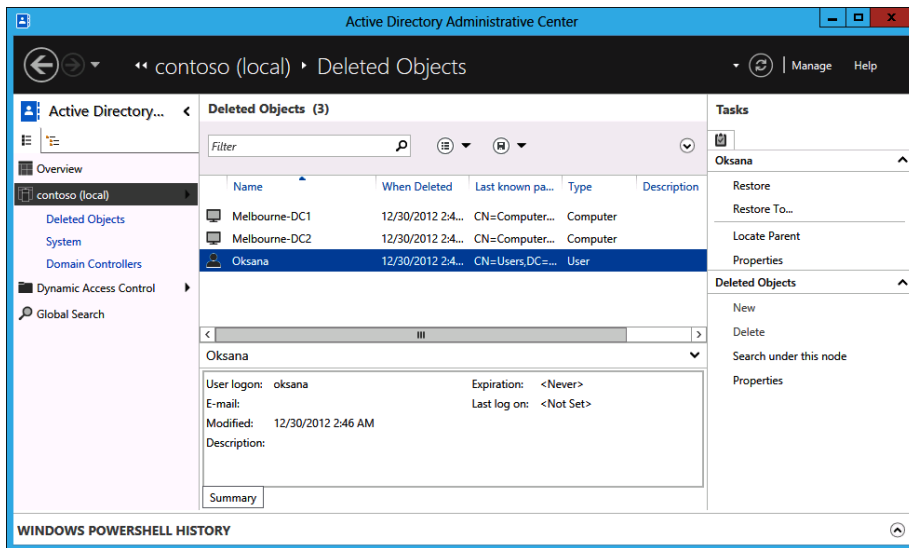 Active Directory Administrative Center
contoso (local) Deleted Objects
Manage Help
Active Directory...
Overview
contoso (local)
Deleted Objects
System
Domain Controllers
Dynamic Access Control
Global Search
Deleted Objects (3)
Filter
Name When Deleted Last known pa... Type Description
Melbourne-DC1 12/30/2012 2:4... CN=Computer... Computer
Melbourne-DC2 12/30/2012 2:4... CN=Computer... Computer
Oksana 12/30/2012 2:4... CN=Users,DC=... User
Oksana
User logon: oksana Expiration: <Never>
E-mail: Last log on: <Not Set>
Modified: 12/30/2012 2:46 AM
Description:
Summary
Tasks
Oksana
Restore
Restore To...
Locate Parent
Properties
Deleted Objects
New
Delete
Search under this node
Properties
WINDOWS POWERSHELL HISTORY